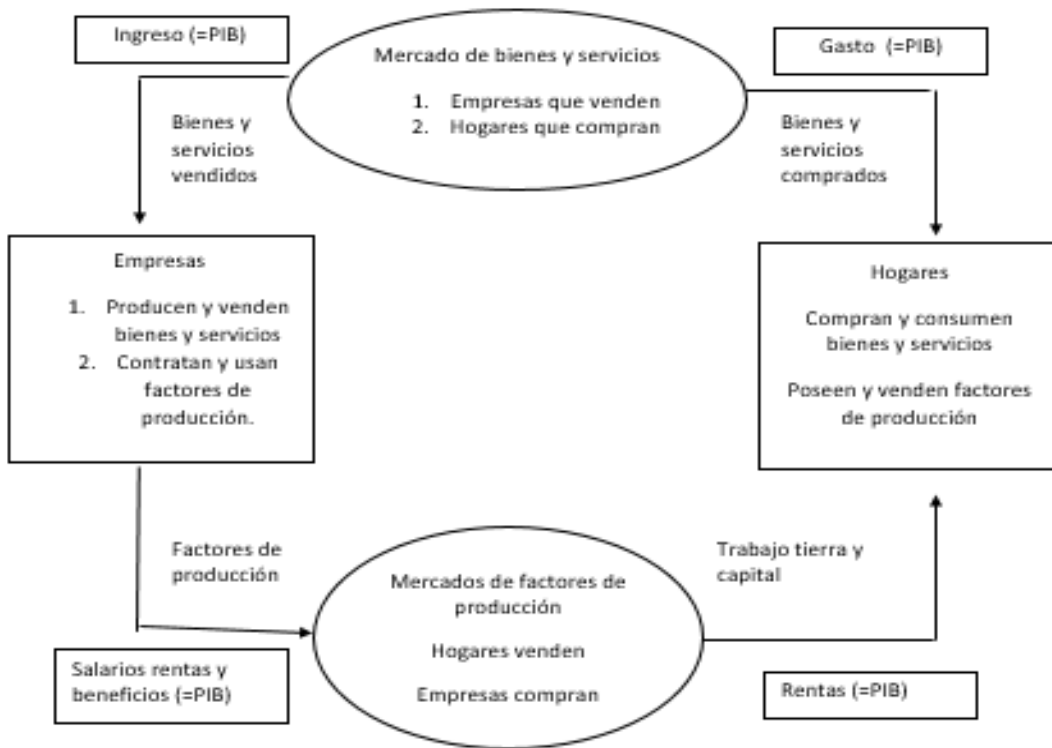 Ingreso (=PIB)
Mercado de bienes y servicios
1. Empresas que venden
2. Hogares que compran
Gasto (=PIB)
Bienes y
servicios
vendidos
Bienes y
servicios
comprados
Empresas
1. Producen y venden
bienes y servicios
2. Contratan y usan
factores de
producción.
Hogares
Compran y consumen
bienes y servicios
Poseen y venden factores
de producción
Factores de
producción
Mercados de factores de
producción
Hogares venden
Empresas compran
Trabajo tierra y
capital
Salarios rentas y
beneficios (=PIB)
Rentas (=PIB)